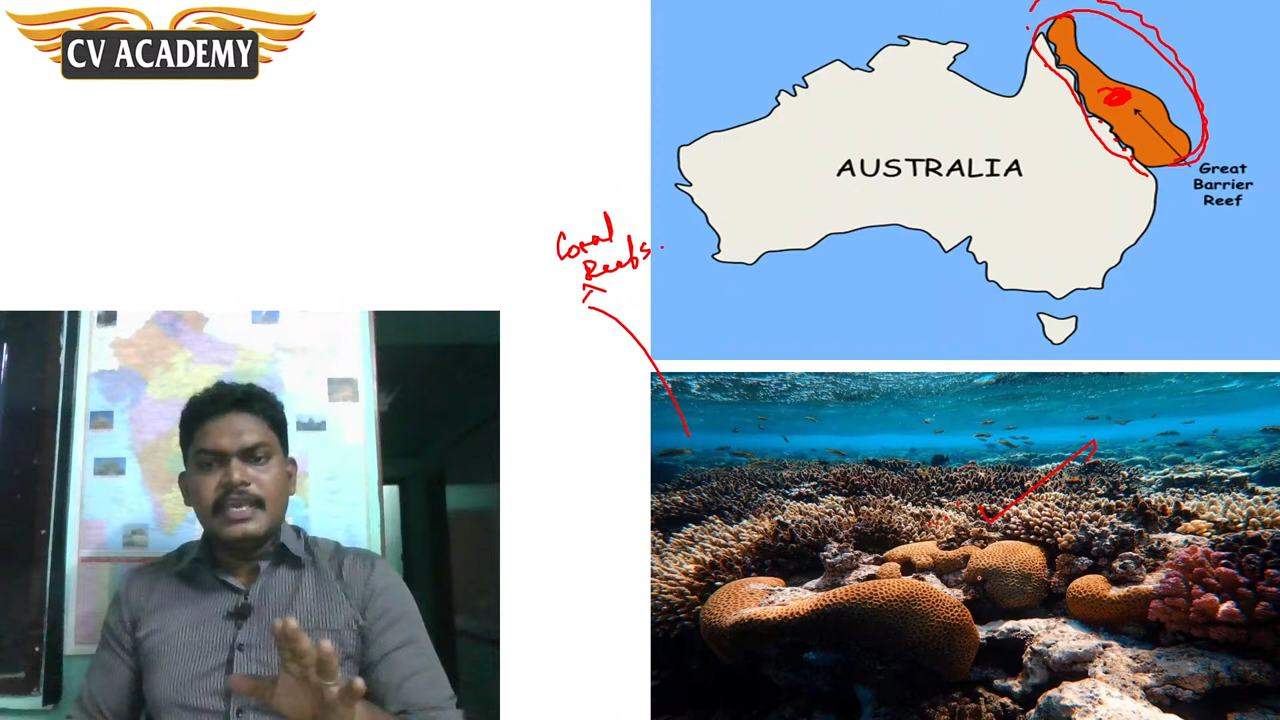 CV ACADEMY
AUSTRALIA
Great
Barrier
Reef
Coral
Reefs.